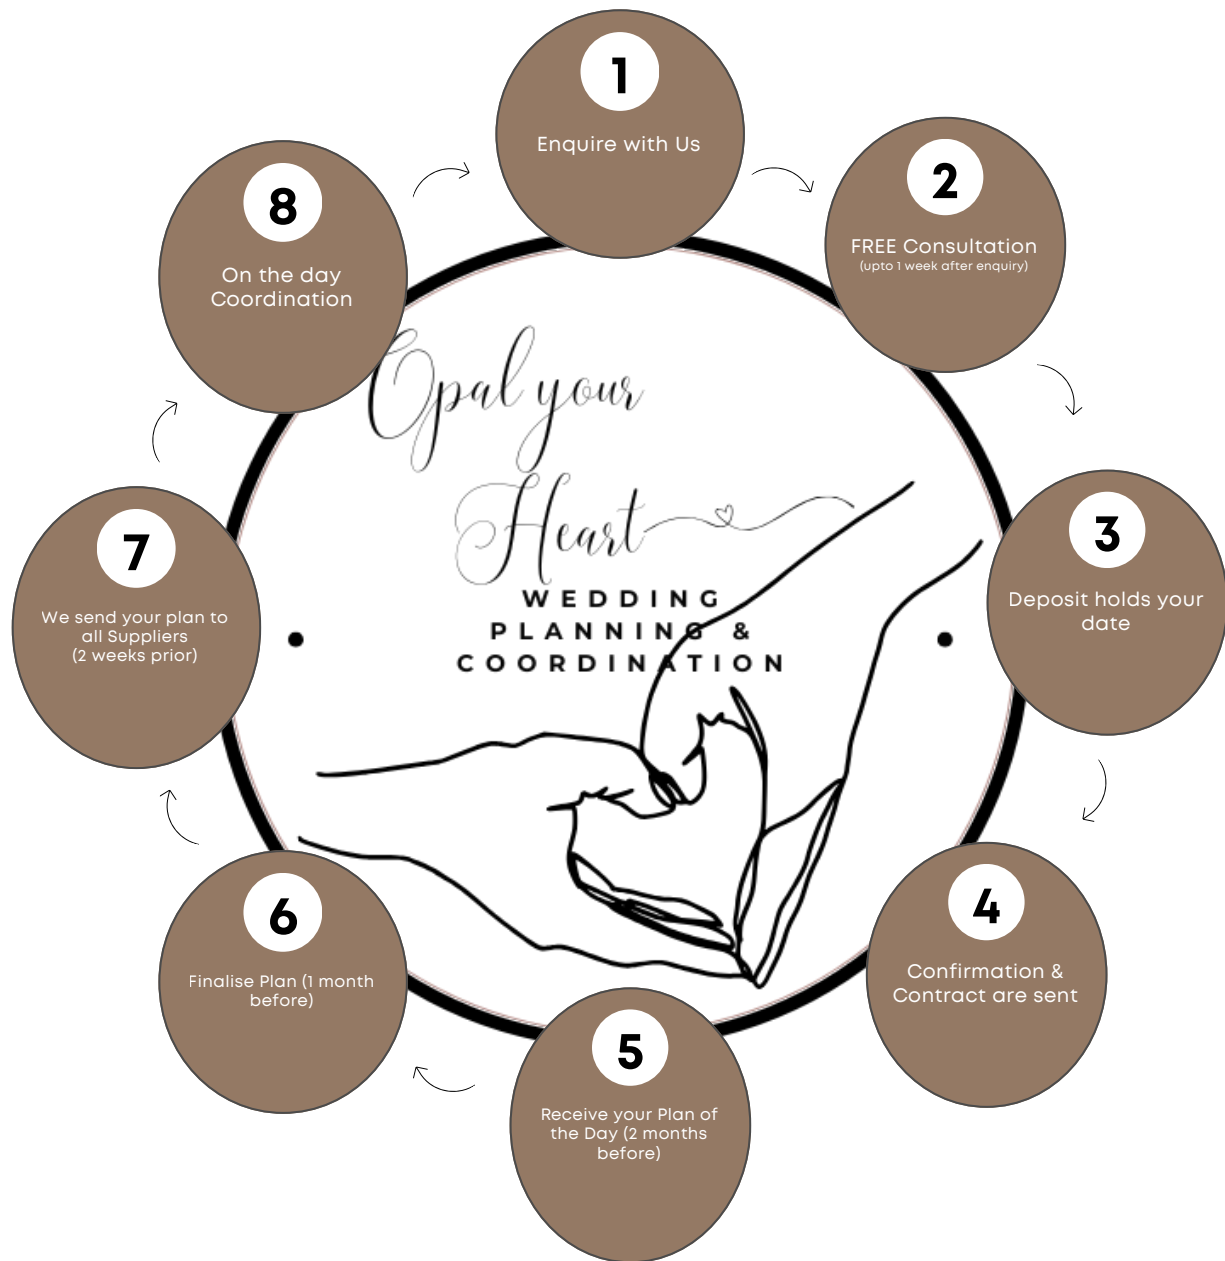 1
Enquire with Us
2
FREE Consultation
(upto 1 week after enquiry)
3
Deposit holds your
date
4
Confirmation &
Contract are sent
5
Receive your Plan of
the Day (2 months
before)
6
Finalise Plan (1 month
before)
7
We send your plan to
all Suppliers
(2 weeks prior)
8
On the day
Coordination
Opal your
Heart
WEDDING
PLANNING &
COORDINATION